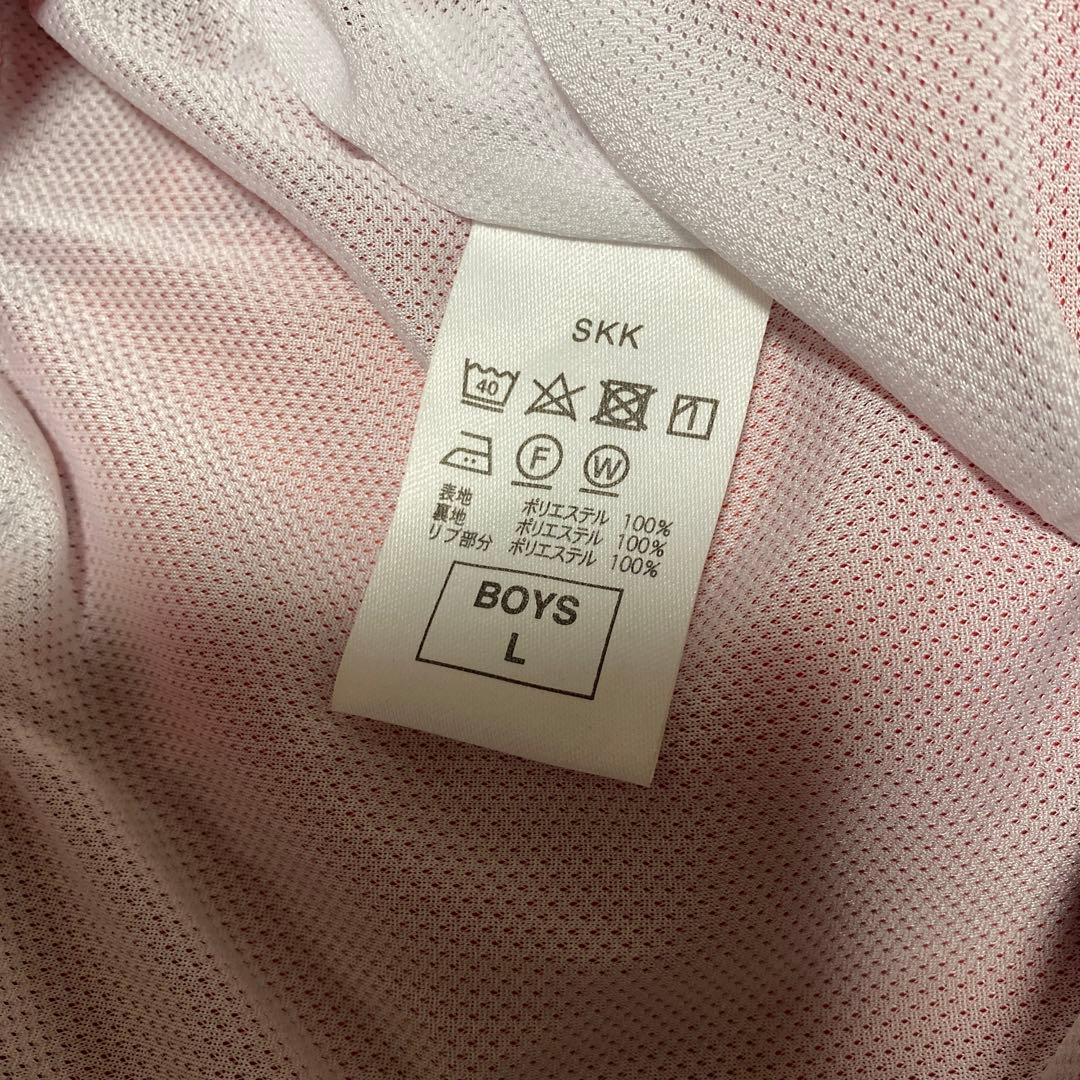 SKK
40
F W
表地 ポリエステル 100%
裏地 ポリエステル 100%
リブ部分 ポリエステル 100%
BOYS
L